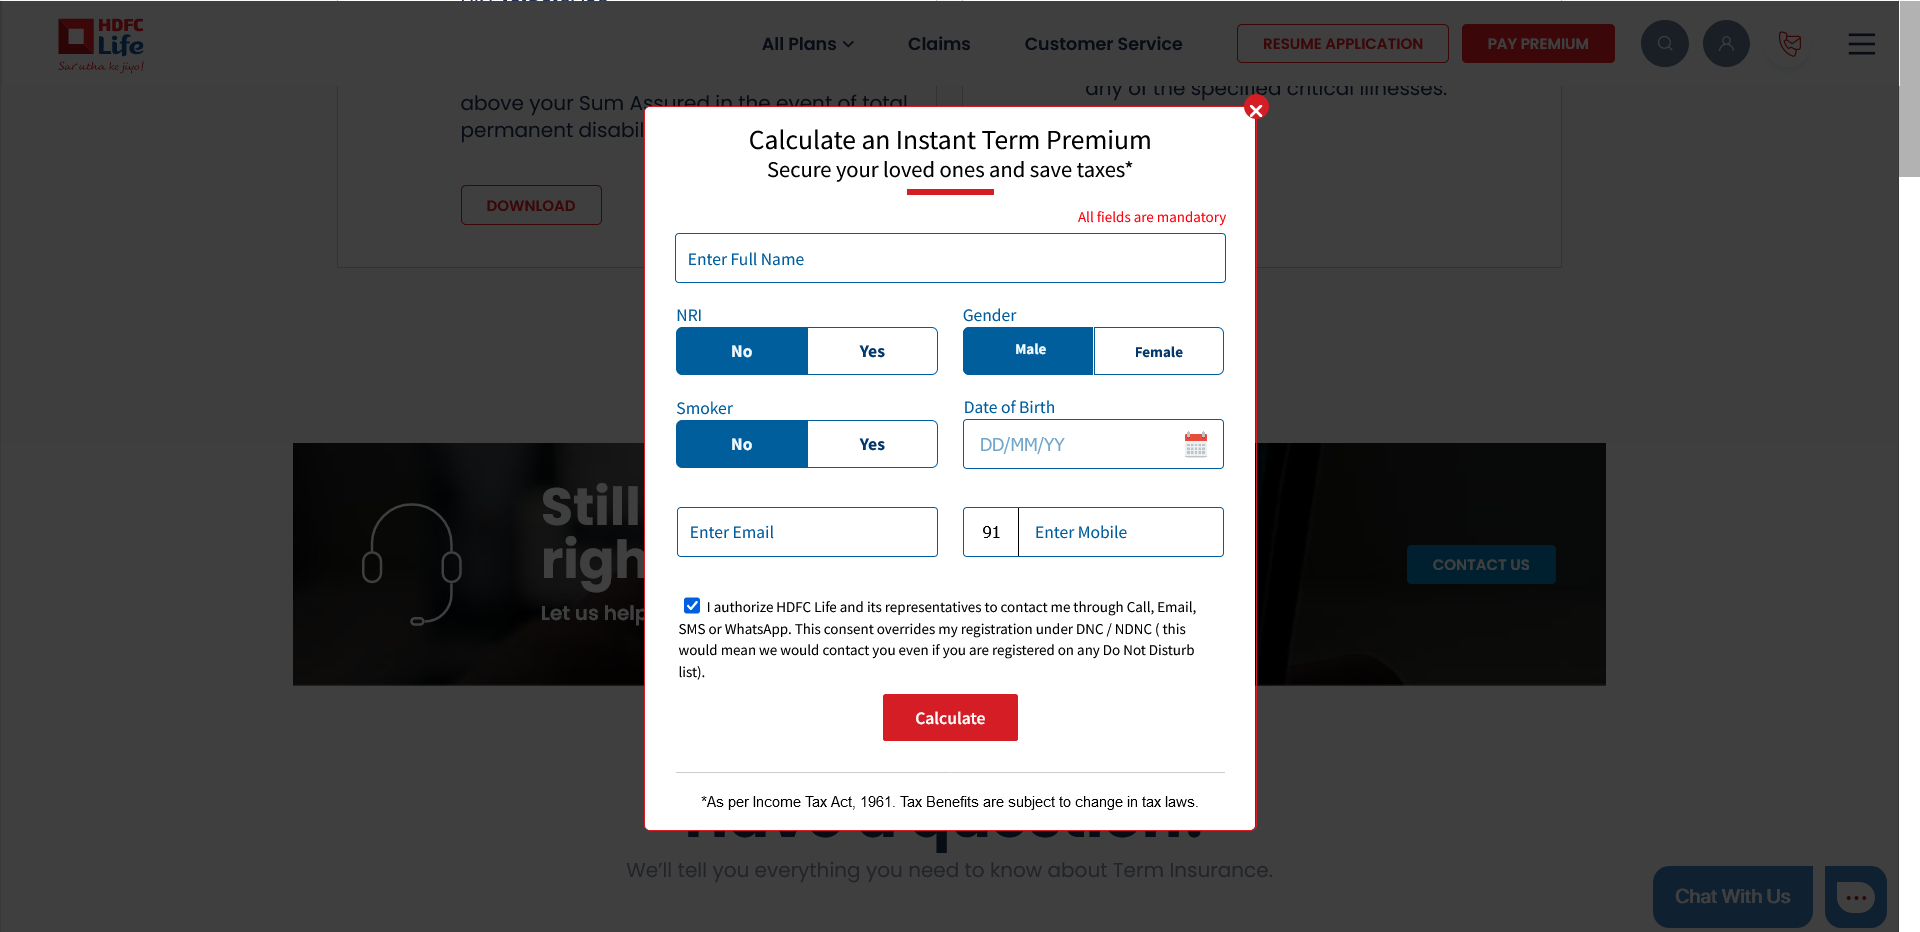 HDFC
Life
Sar utha ke jiyo!
All Plans
Claims
Customer Service
RESUME APPLICATION
PAY PREMIUM
above your Sum Assured in the event of total
permanent disabil
any of the specified critical illnesses.
DOWNLOAD
Calculate an Instant Term Premium
Secure your loved ones and save taxes*
All fields are mandatory
Enter Full Name
NRI
No
Yes
Gender
Male
Female
Smoker
No
Yes
Date of Birth
DD/MM/YY
Enter Email
91
Enter Mobile
I authorize HDFC Life and its representatives to contact me through Call, Email,
SMS or WhatsApp. This consent overrides my registration under DNC / NDNC ( this
would mean we would contact you even if you are registered on any Do Not Disturb
list).
Calculate
*As per Income Tax Act, 1961. Tax Benefits are subject to change in tax laws.
Still
righ
Let us help
CONTACT US
Have a question?
We'll tell you everything you need to know about Term Insurance.
Chat With Us